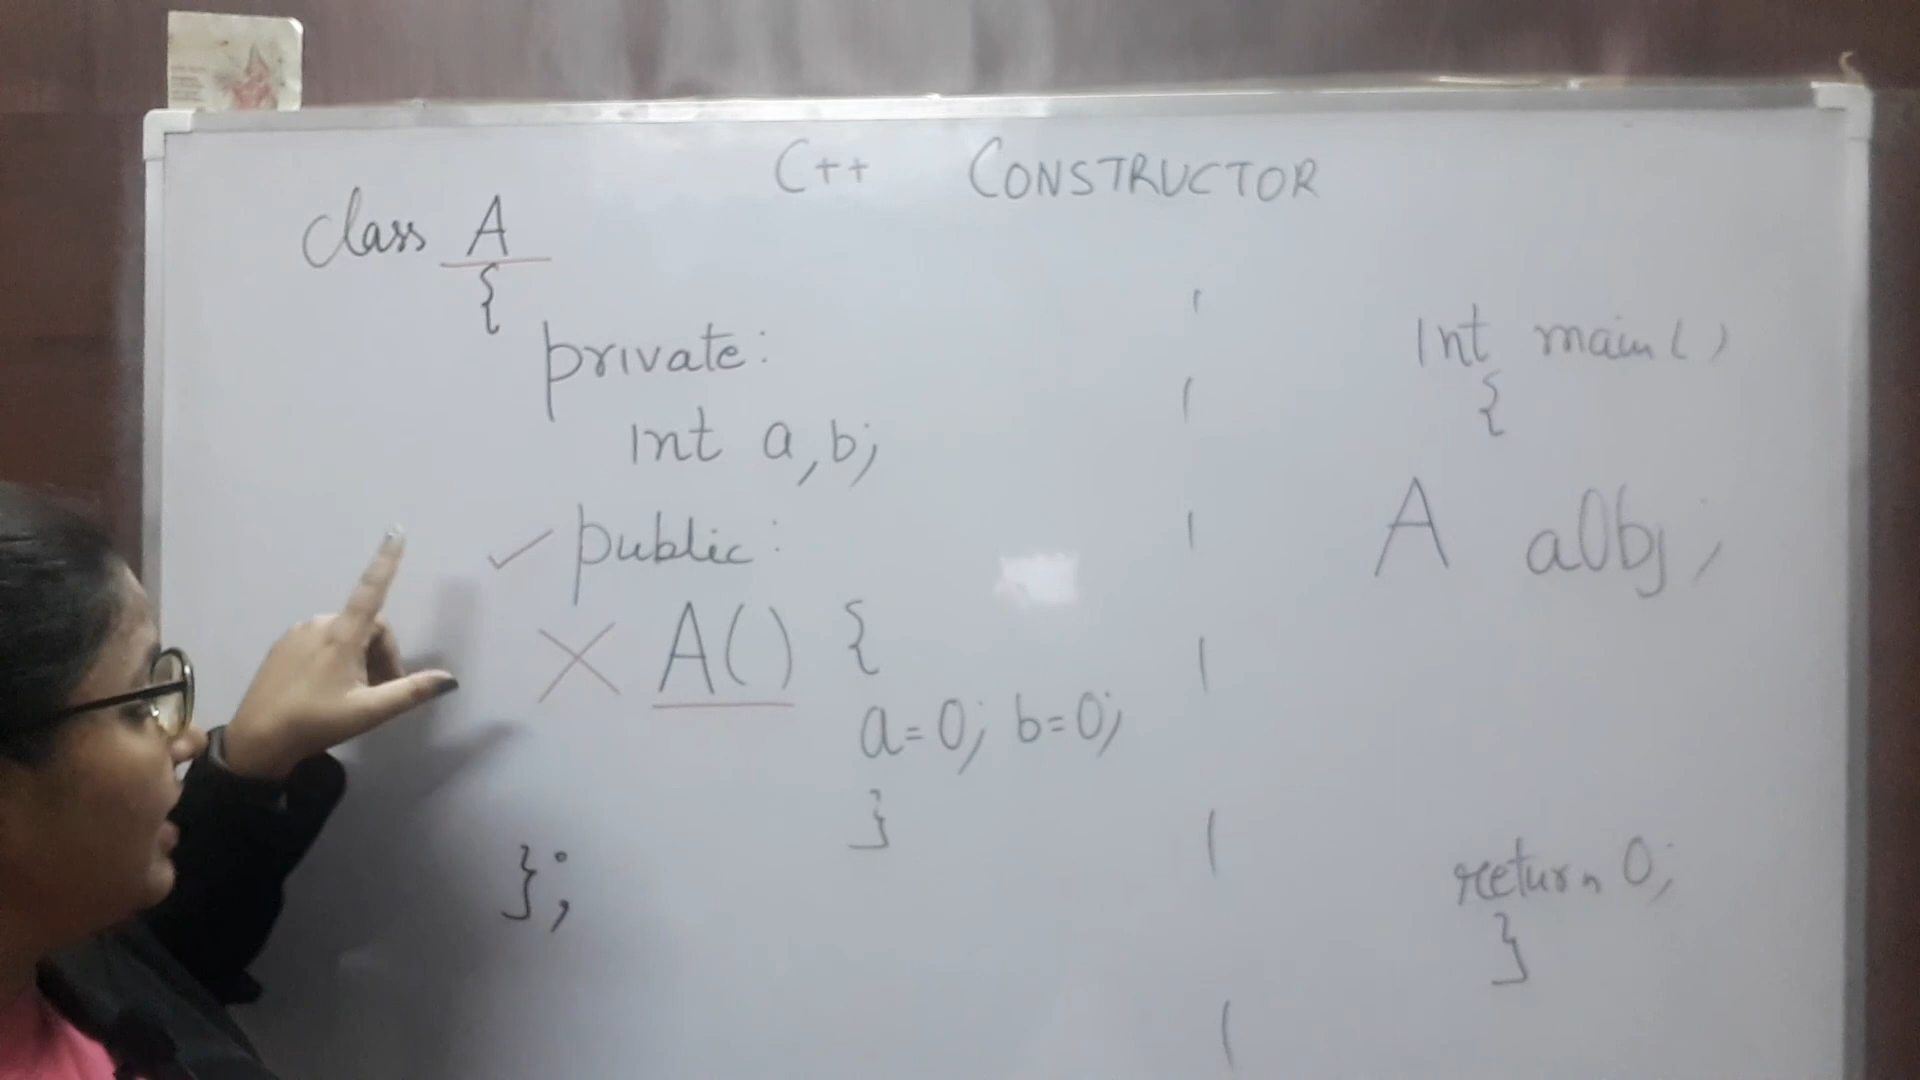 C++ CONSTRUCTOR
class A
{
private:
int a,b;
✓ public:
X A() {
a=0; b=0;
}
};
int main()
{
A aObj;
return 0;
}